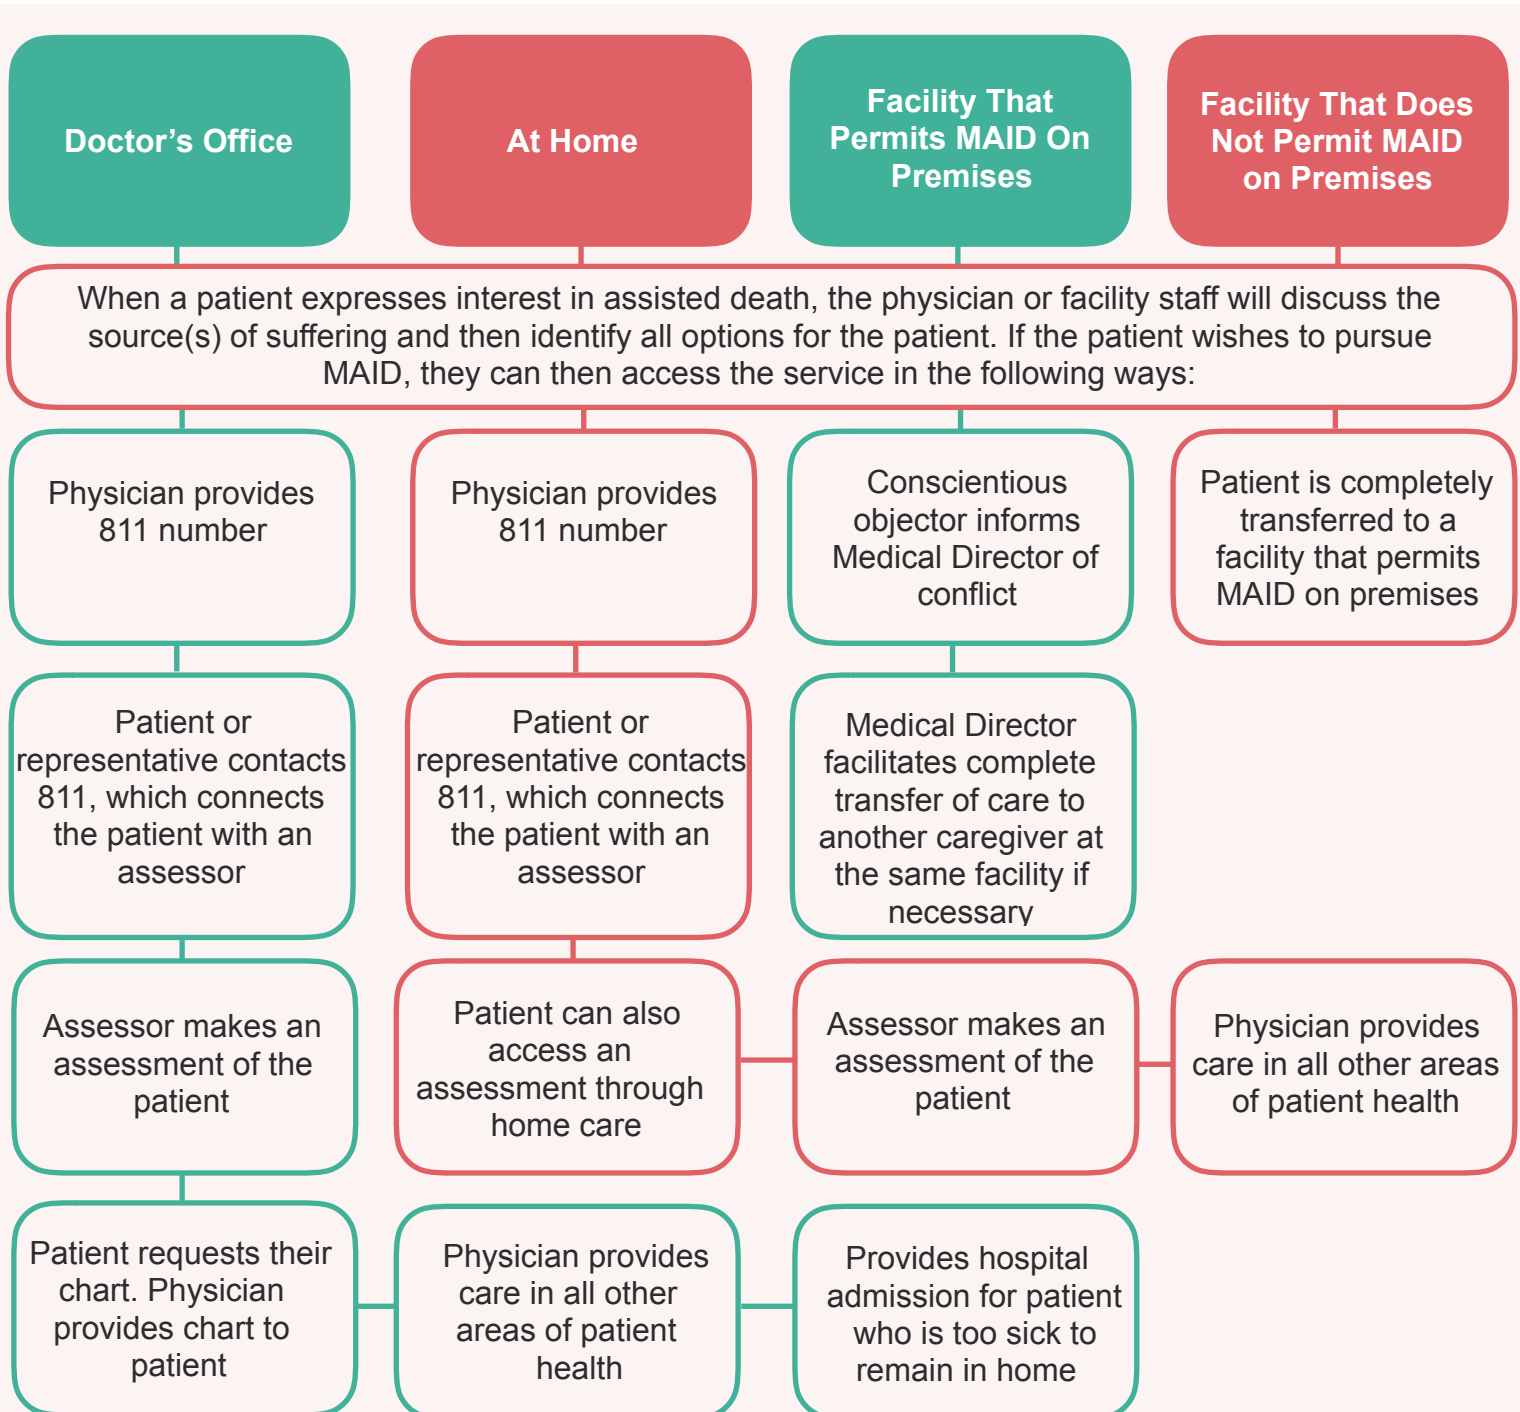 Doctor’s Office
At Home
Facility That
Permits MAID On
Premises
Facility That Does
Not Permit MAID
on Premises
When a patient expresses interest in assisted death, the physician or facility staff will discuss the
source(s) of suffering and then identify all options for the patient. If the patient wishes to pursue
MAID, they can then access the service in the following ways:
Physician provides
811 number
Physician provides
811 number
Conscientious
objector informs
Medical Director of
conflict
Patient is completely
transferred to a
facility that permits
MAID on premises
Patient or
representative contacts
811, which connects
the patient with an
assessor
Patient or
representative contacts
811, which connects
the patient with an
assessor
Medical Director
facilitates complete
transfer of care to
another caregiver at
the same facility if
necessary
Assessor makes an
assessment of the
patient
Patient can also
access an
assessment through
home care
Assessor makes an
assessment of the
patient
Physician provides
care in all other areas
of patient health
Patient requests their
chart. Physician
provides chart to
patient
Physician provides
care in all other
areas of patient
health
Provides hospital
admission for patient
who is too sick to
remain in home